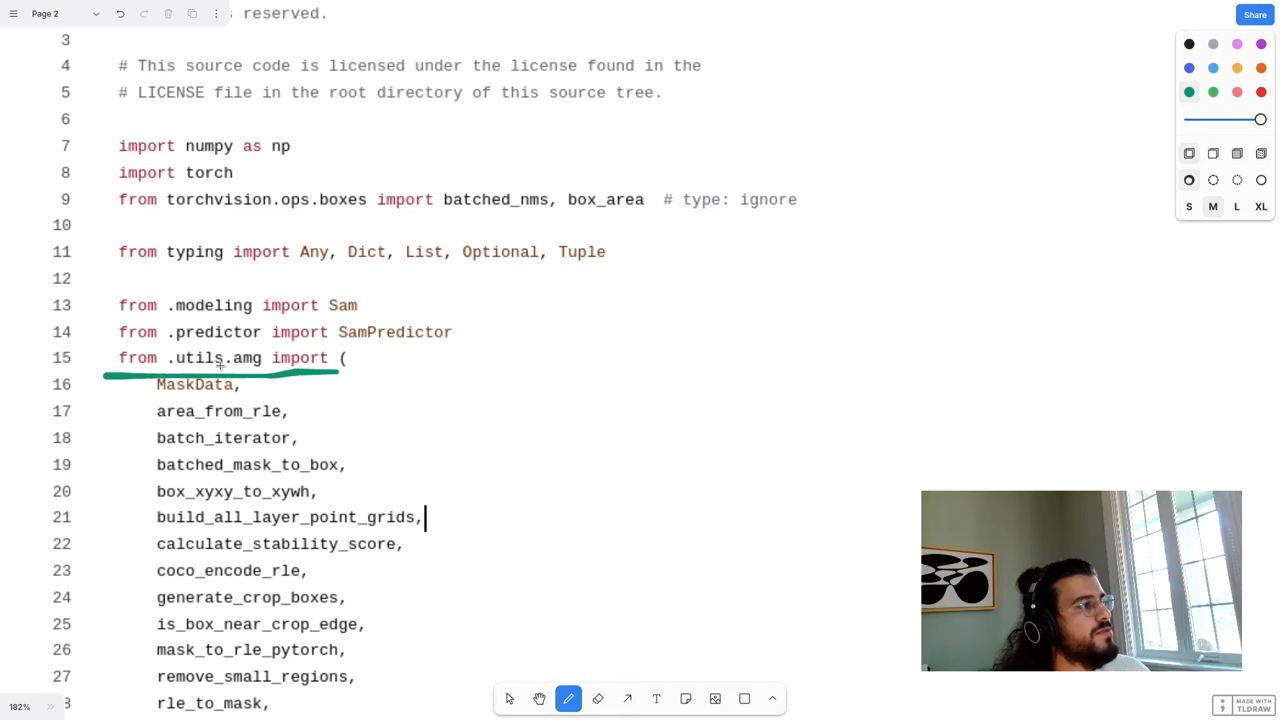 Page 2
Share
s reserved.
3
4 # This source code is licensed under the license found in the
5 # LICENSE file in the root directory of this source tree.
6
7 import numpy as np
8 import torch
9 from torchvision.ops.boxes import batched_nms, box_area  # type: ignore
10
11 from typing import Any, Dict, List, Optional, Tuple
12
13 from .modeling import Sam
14 from .predictor import SamPredictor
15 from .utils.amg import (
16 MaskData,
17 area_from_rle,
18 batch_iterator,
19 batched_mask_to_box,
20 box_xyxy_to_xywh,
21 build_all_layer_point_grids,
22 calculate_stability_score,
23 coco_encode_rle,
24 generate_crop_boxes,
25 is_box_near_crop_edge,
26 mask_to_rle_pytorch,
27 remove_small_regions,
8 rle_to_mask,
S M L XL
182%
T
MADE WITH
TLDRAW